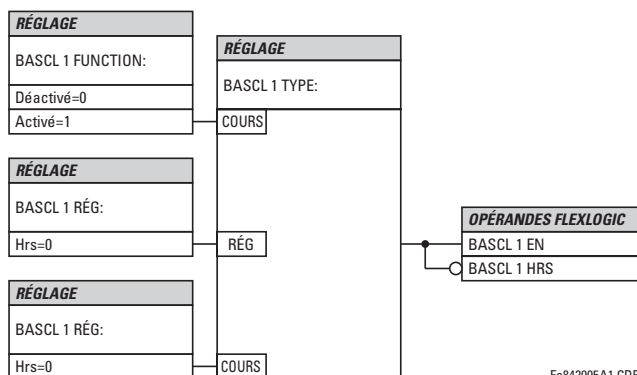 RÉGLAGE
BASCL 1 FUNCTION:
Déactivé=0
Activé=1
RÉGLAGE
BASCL 1 TYPE:
COURS
RÉGLAGE
BASCL 1 RÉG:
Hrs=0
RÉG
OPÉRANDES FLEXLOGIC
BASCL 1 EN
BASCL 1 HRS
RÉGLAGE
BASCL 1 RÉG:
Hrs=0
COURS